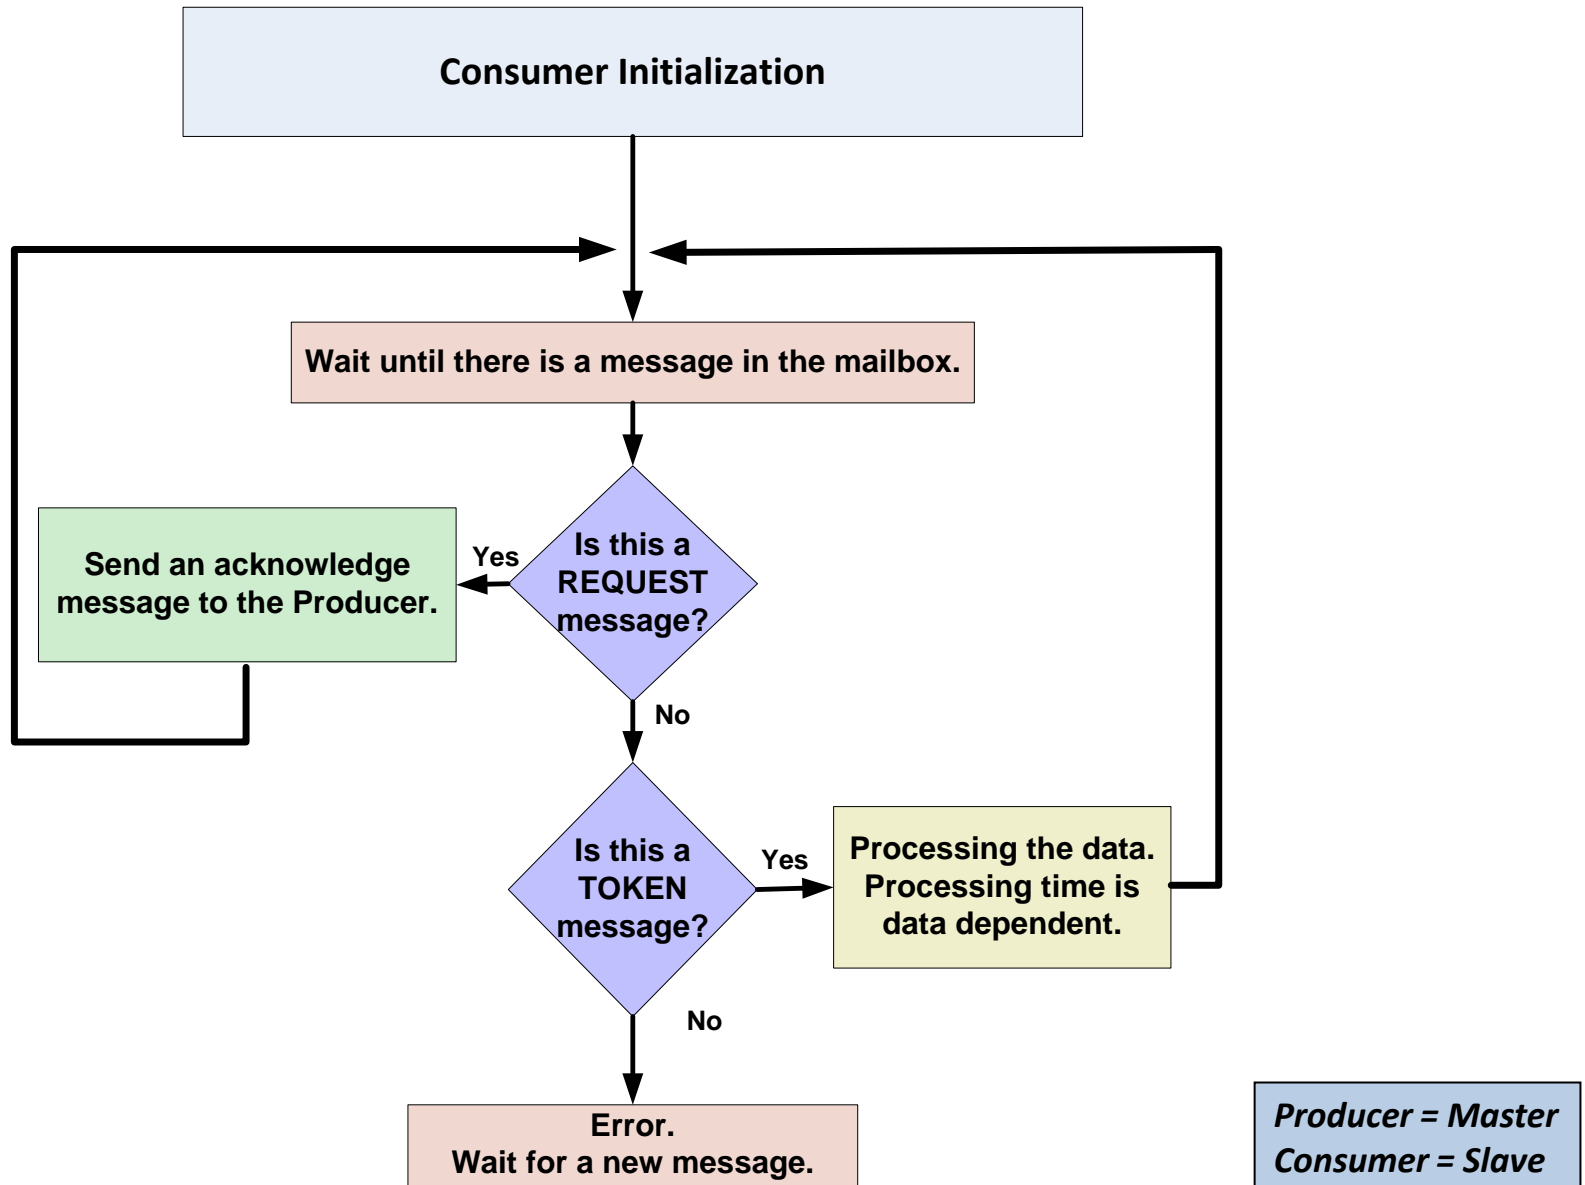 Consumer Initialization
Wait until there is a message in the mailbox.
Is this a
REQUEST
message?
Yes
Send an acknowledge
message to the Producer.
No
Is this a
TOKEN
message?
Yes
Processing the data.
Processing time is
data dependent.
No
Error.
Wait for a new message.
Producer = Master
Consumer = Slave